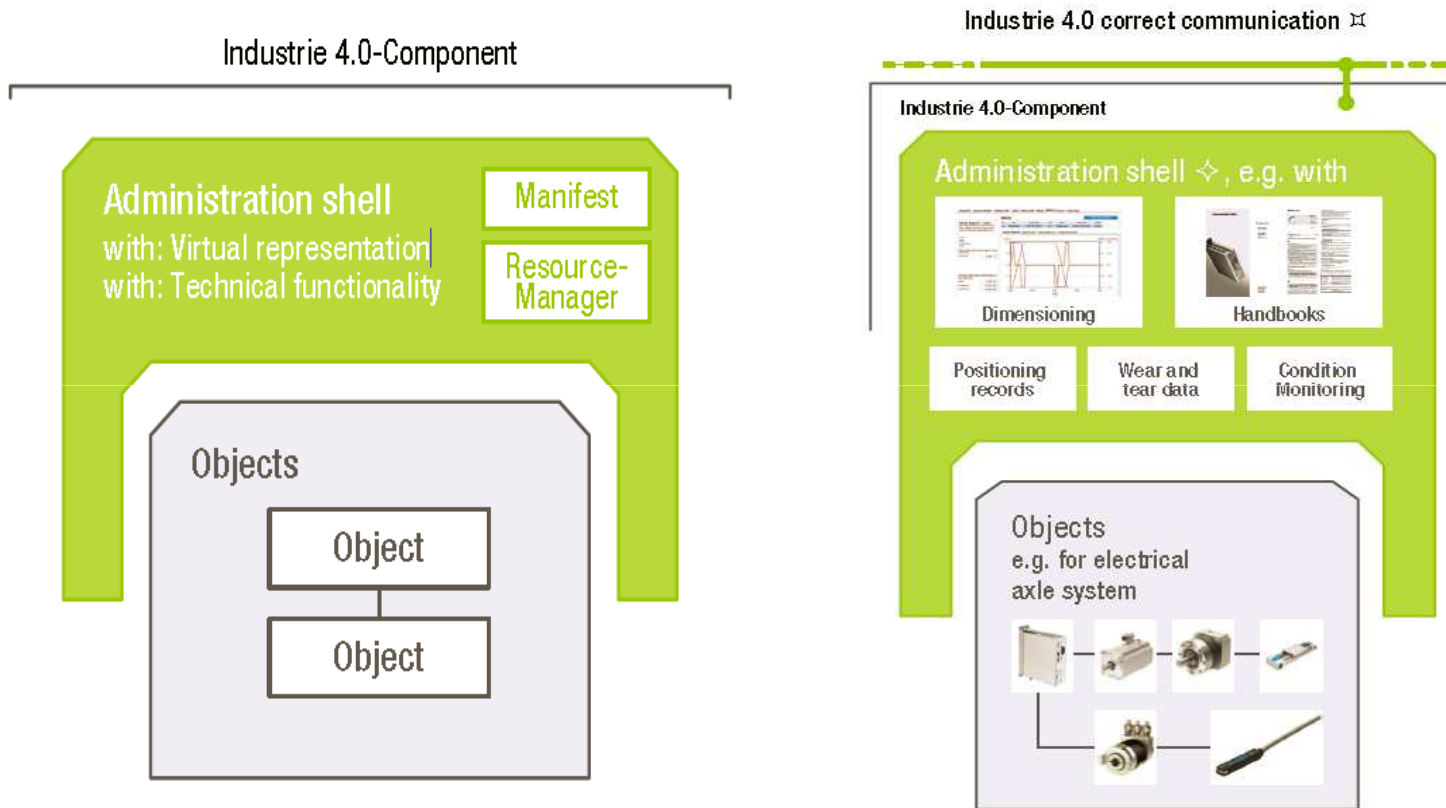 Industrie 4.0-Component
Administration shell
with: Virtual representation
with: Technical functionality
Manifest
Resource-
Manager
Objects
Object
Object
Industrie 4.0 correct communication ⌑
Industrie 4.0-Component
Administration shell ✧, e.g. with
Dimensioning
Handbooks
Positioning
records
Wear and
tear data
Condition
Monitoring
Objects
e.g. for electrical
axle system